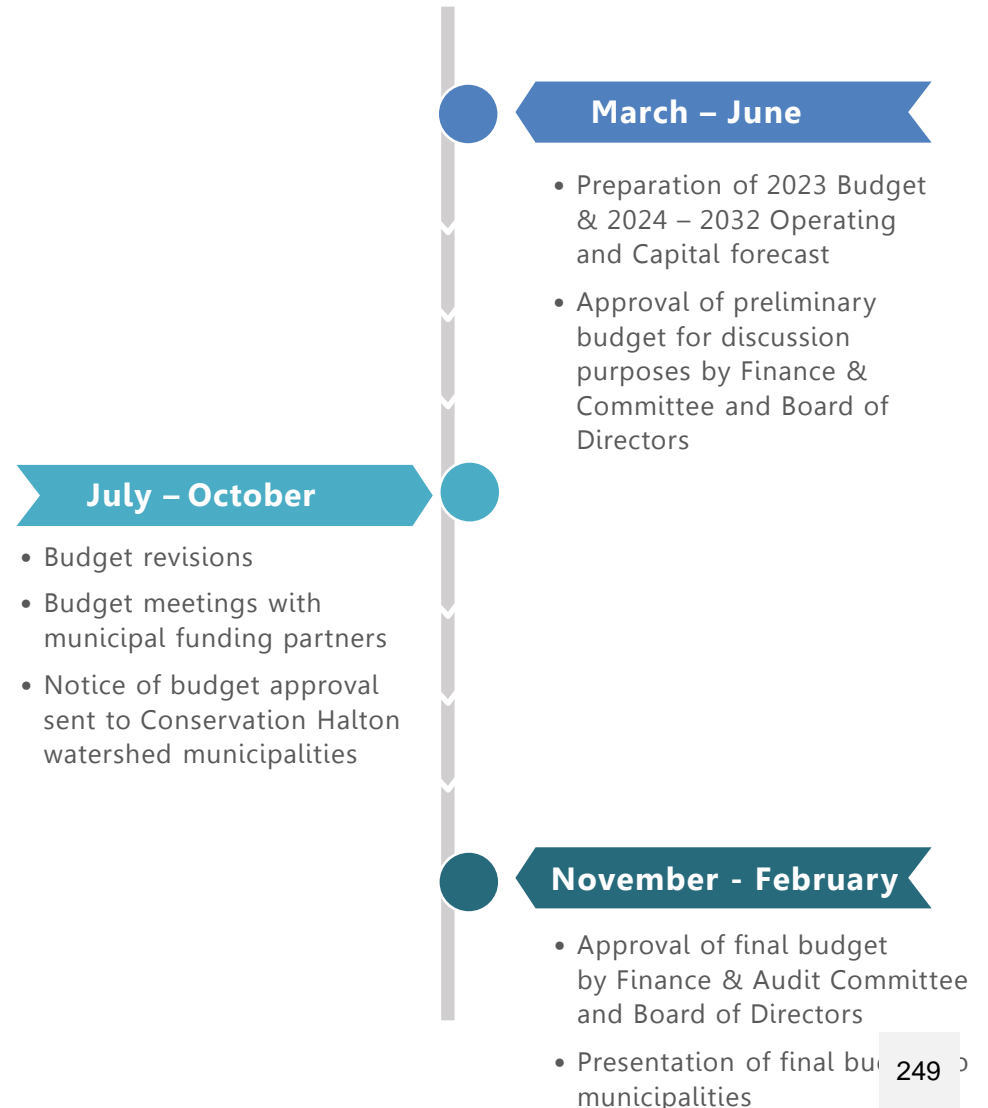 March – June
• Preparation of 2023 Budget
& 2024 – 2032 Operating
and Capital forecast
• Approval of preliminary
budget for discussion
purposes by Finance &
Committee and Board of
Directors
July – October
• Budget revisions
• Budget meetings with
municipal funding partners
• Notice of budget approval
sent to Conservation Halton
watershed municipalities
November - February
• Approval of final budget
by Finance & Audit Committee
and Board of Directors
• Presentation of final
municipalities
249